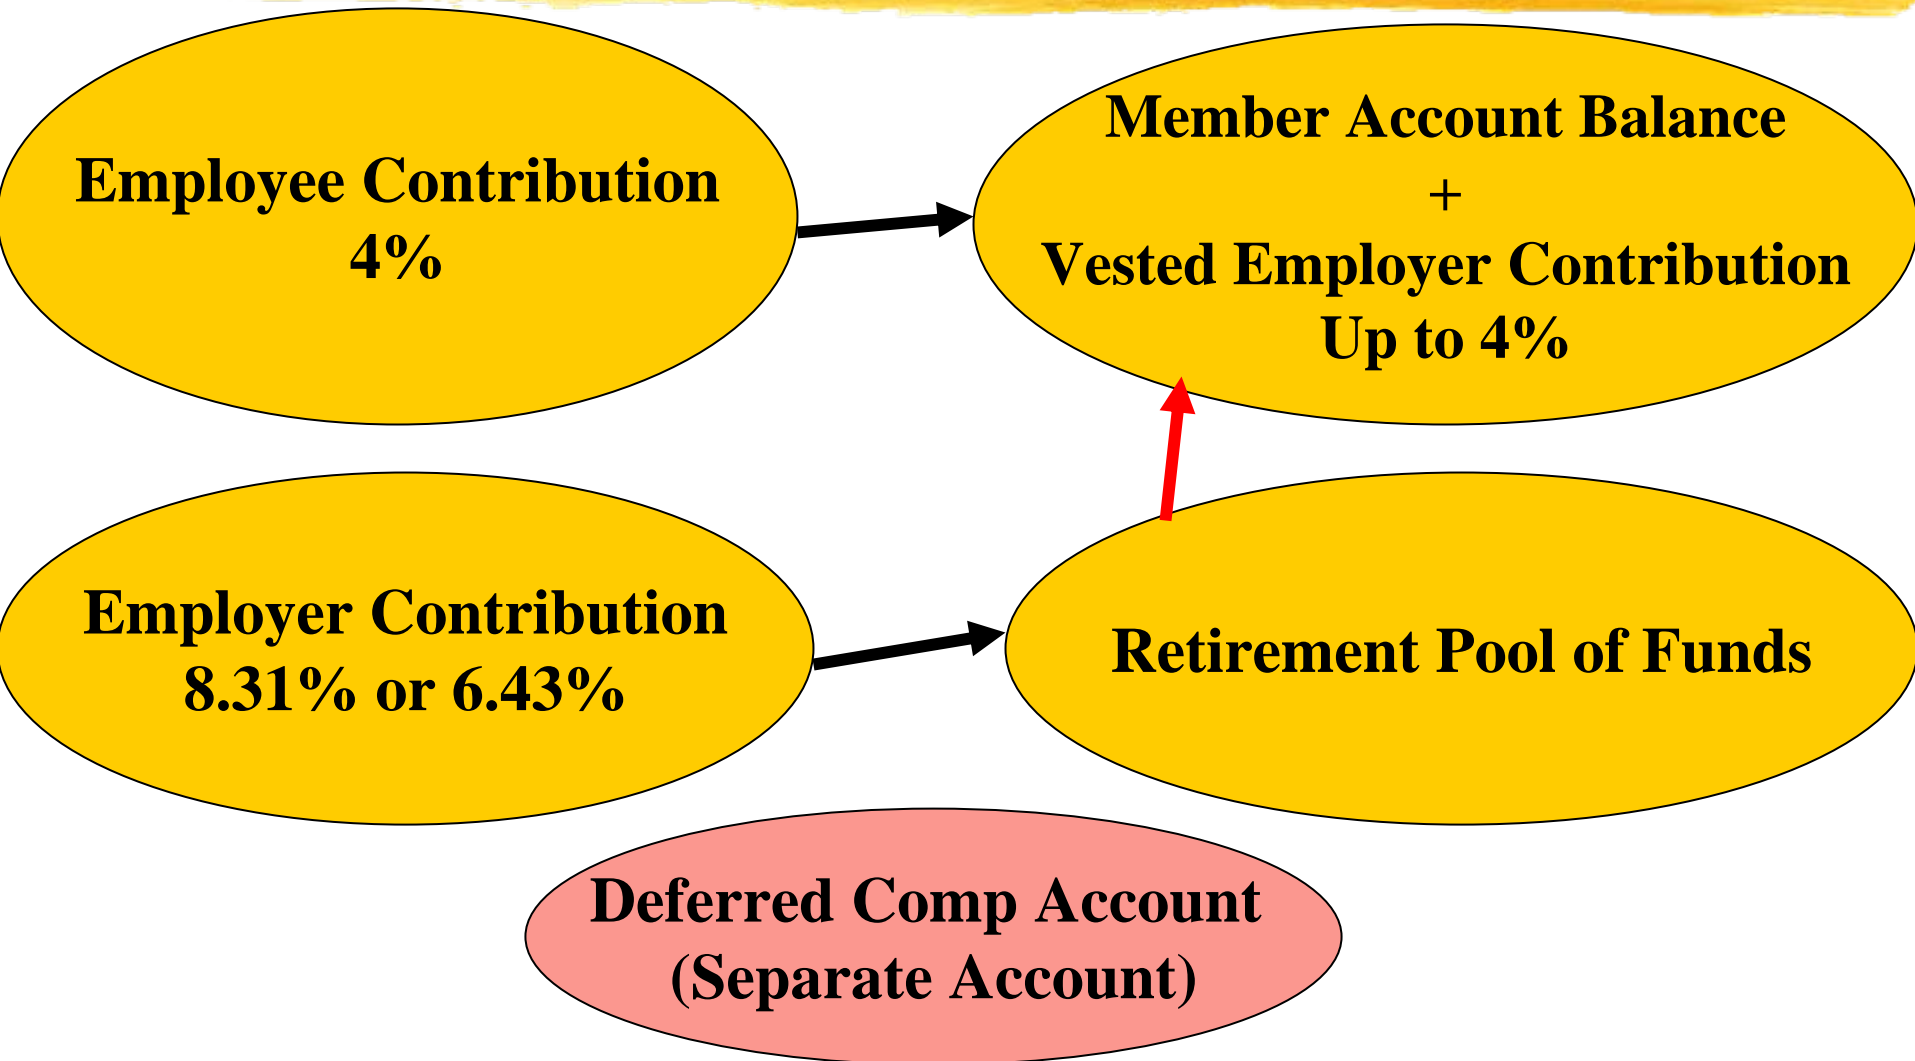 Employee Contribution
4%
Member Account Balance
+
Vested Employer Contribution
Up to 4%
Employer Contribution
8.31% or 6.43%
Retirement Pool of Funds
Deferred Comp Account
(Separate Account)